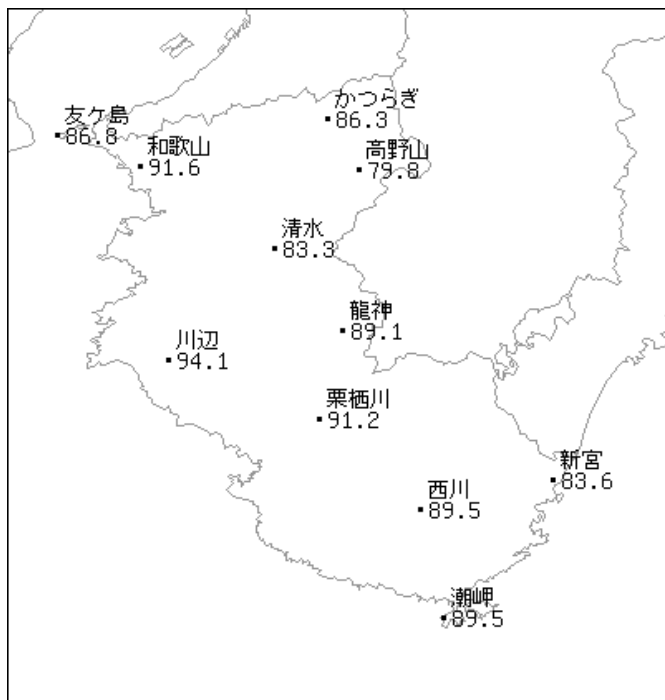 かつらぎ
86.3
友ケ島
86.8
和歌山
91.6
高野山
79.8
清水
83.3
龍神
89.1
川辺
94.1
栗栖川
91.2
新宮
83.6
西川
89.5
潮岬
89.5